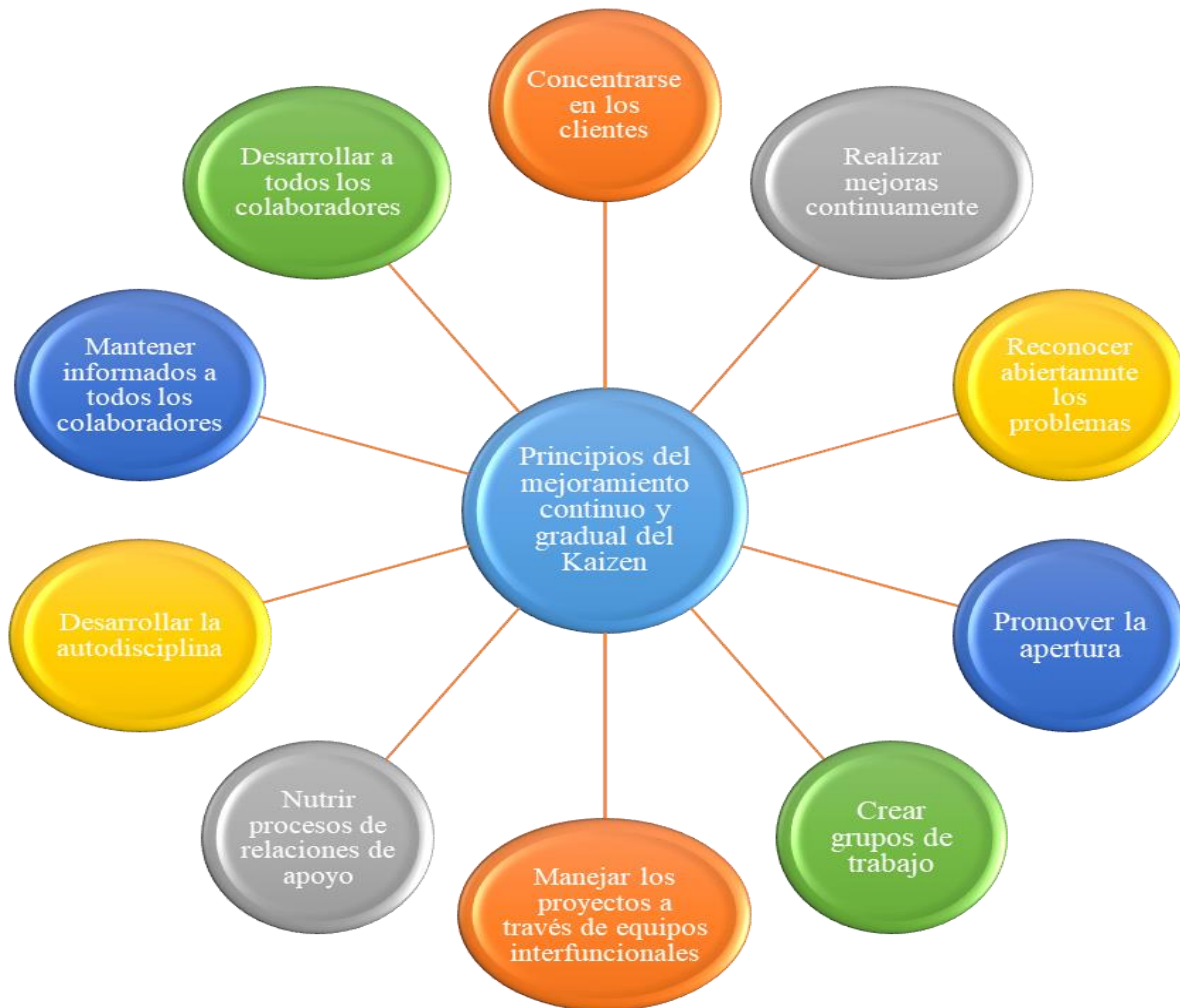 Concentrarse
en los
clientes
Realizar
mejoras
continuamente
Reconocer
abiertamnte
los
problemas
Promover la
apertura
Crear
grupos de
trabajo
Manejar los
proyectos a
través de equipos
interfuncionales
Nutrir
procesos de
relaciones de
apoyo
Desarrollar la
autodisciplina
Mantener
informados a
todos los
colaboradores
Desarrollar a
todos los
colaboradores
Principios del
mejoramiento
continuo y
gradual del
Kaizen